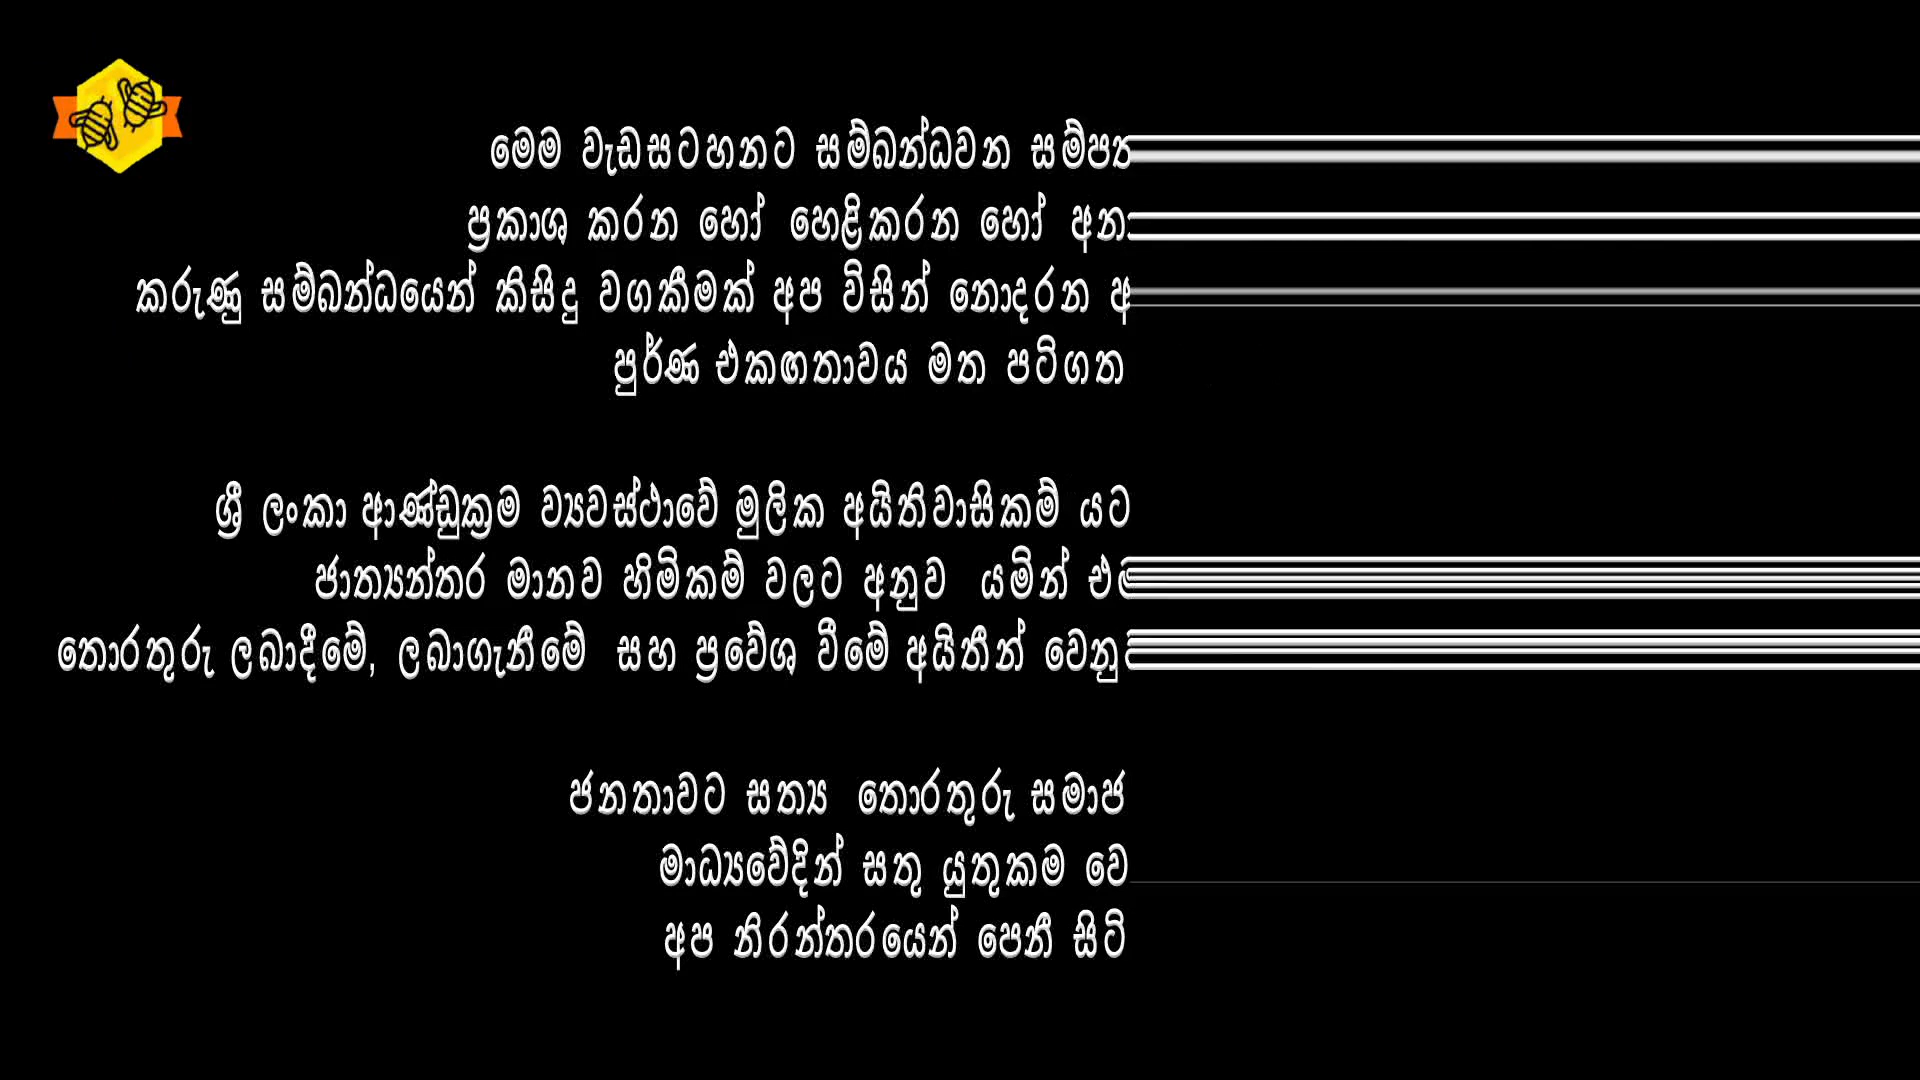 මෙම වැඩසටහනට සම්බන්ධවන
ප්‍රකාශ කරන හෝ හෙළිකරන හෝ
කරුණු සම්බන්ධයෙන් කිසිදු වගකීමක් අප විසින් නොදරන
පුර්ණ එකඟතාවය මත පටිගත
ශ්‍රී ලංකා ආණ්ඩුක්‍රම ව්‍යවස්ථාවේ මුලික අයිතිවාසිකම් යට
ජාත්‍යන්තර මානව හිමිකම් වලට අනුව යමින්
තොරතුරු ලබාදීමේ, ලබාගැනීමේ සහ ප්‍රවේශ වීමේ අයිතීන්
ජනතාවට සත්‍ය තොරතුරු සමාජ
මාධ්‍යවේදින් සතු යුතුකම වෙ
අප නිරන්තරයෙන් පෙනී සිටි